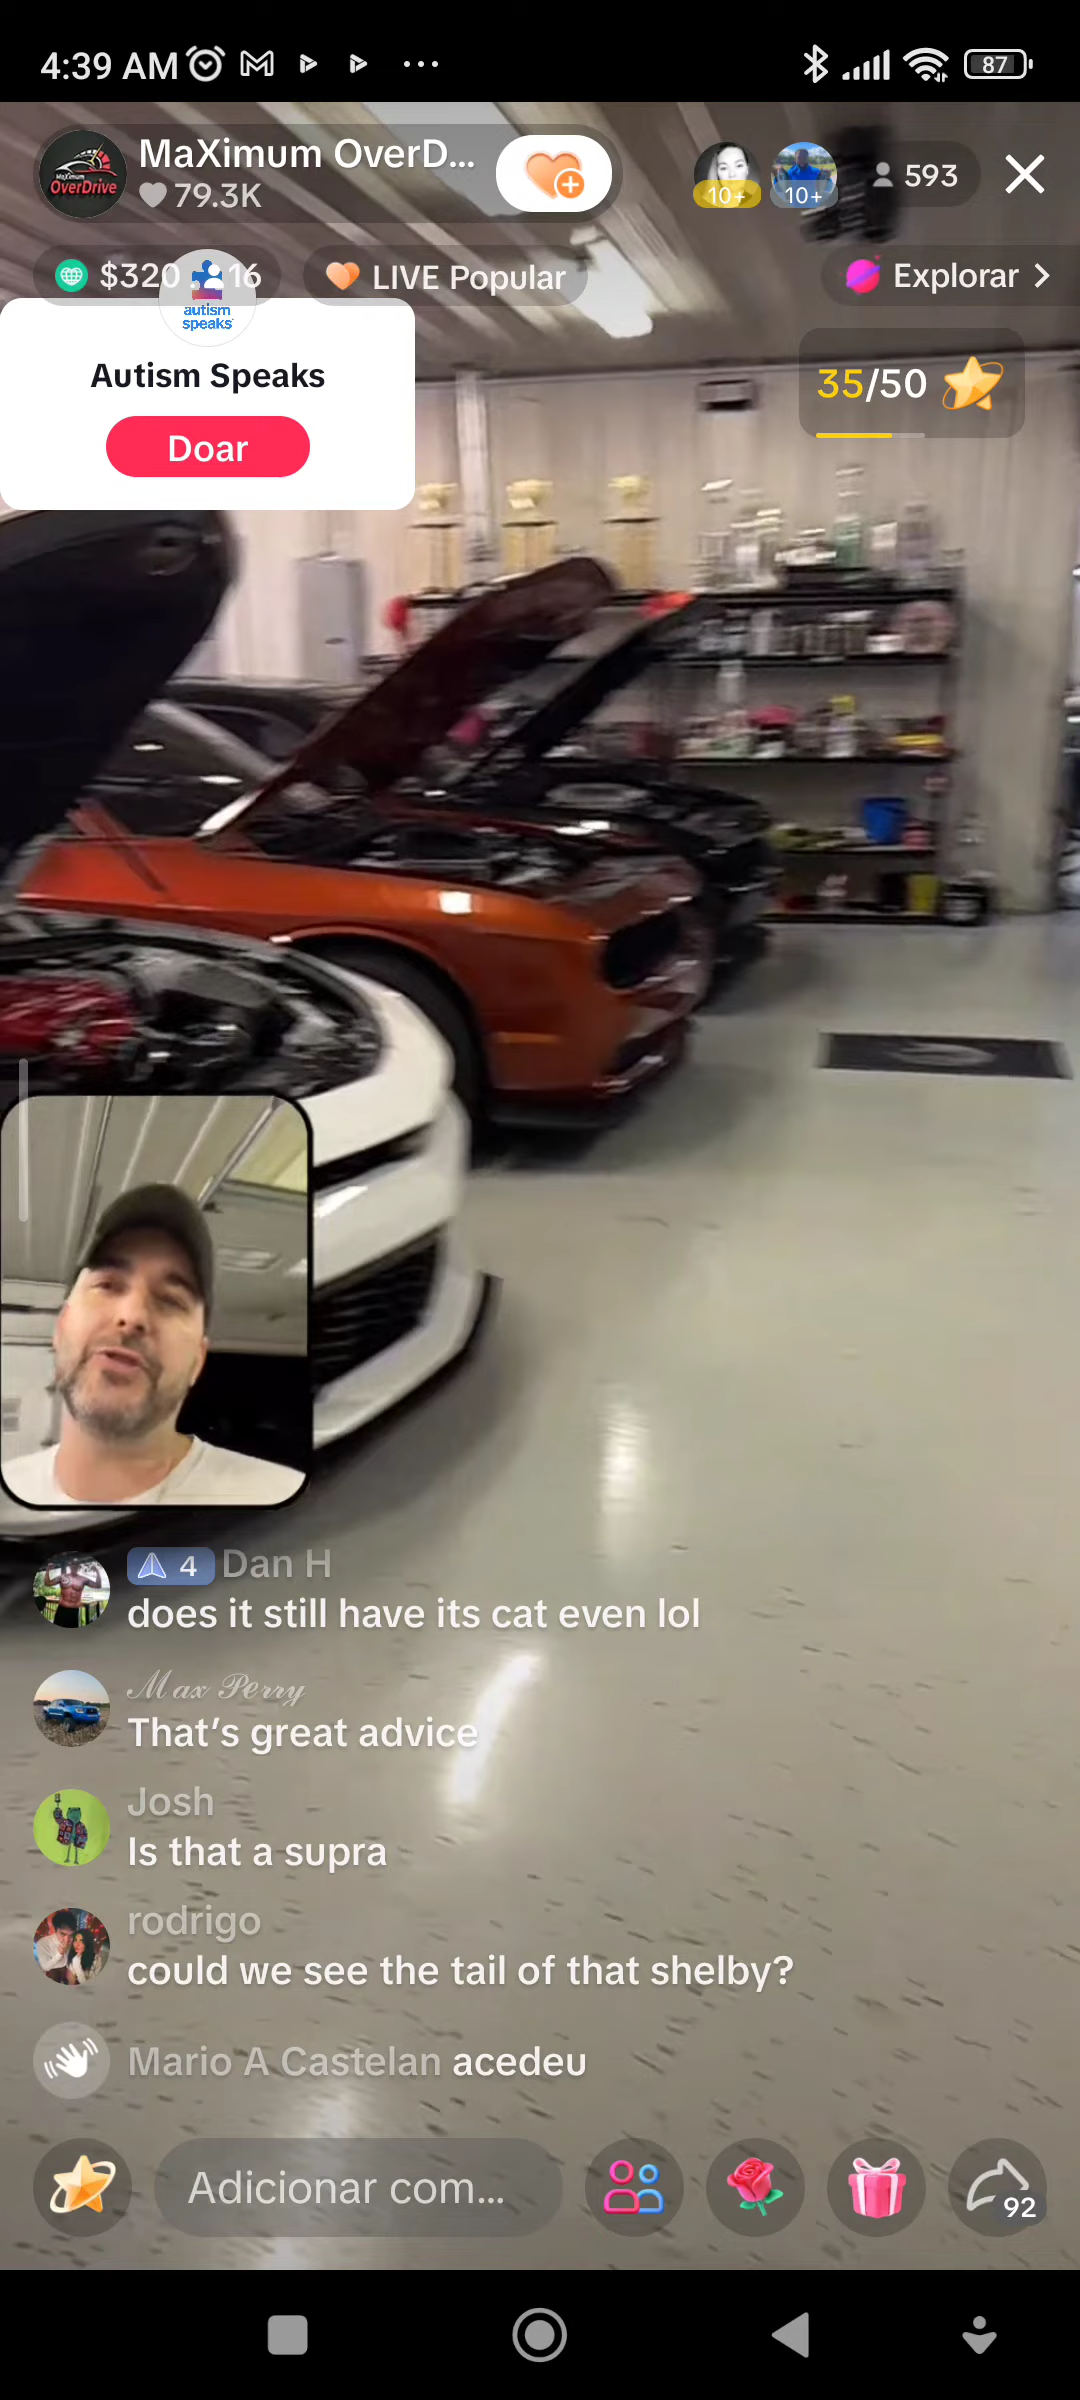 4:39 AM
87
MaXimum OverD...
79.3K
MaXimum
OverDrive
10+
10+
593
$320
16
LIVE Popular
Explorar
autism
speaks
Autism Speaks
Doar
35/50
4 Dan H
does it still have its cat even lol
Max Perry
That's great advice
Josh
Is that a supra
rodrigo
could we see the tail of that shelby?
Mario A Castelan acedeu
Adicionar com...
92